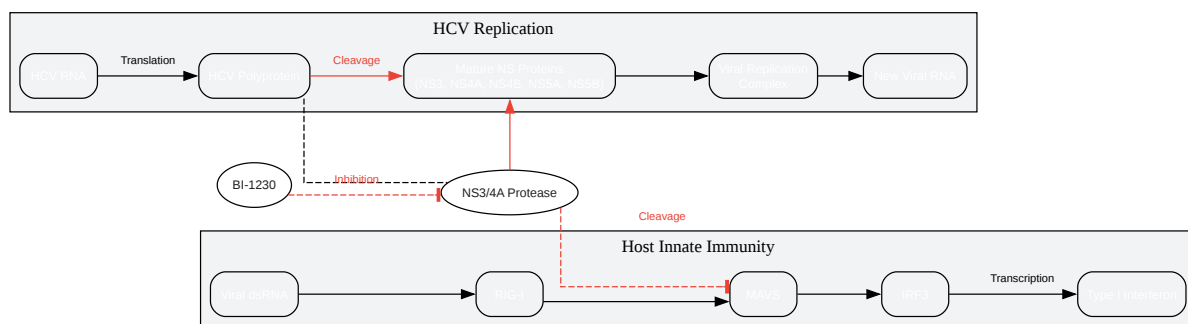 HCV Replication
HCV RNA
Translation
HCV Polyprotein
Cleavage
Mature NS Proteins
(NS3, NS4A, NS4B, NS5A, NS5B)
Viral Replication
Complex
New Viral RNA
BI-1230
Inhibition
NS3/4A Protease
Cleavage
Host Innate Immunity
Viral dsRNA
RIG-I
MAVS
IRF3
Transcription
Type I Interferon